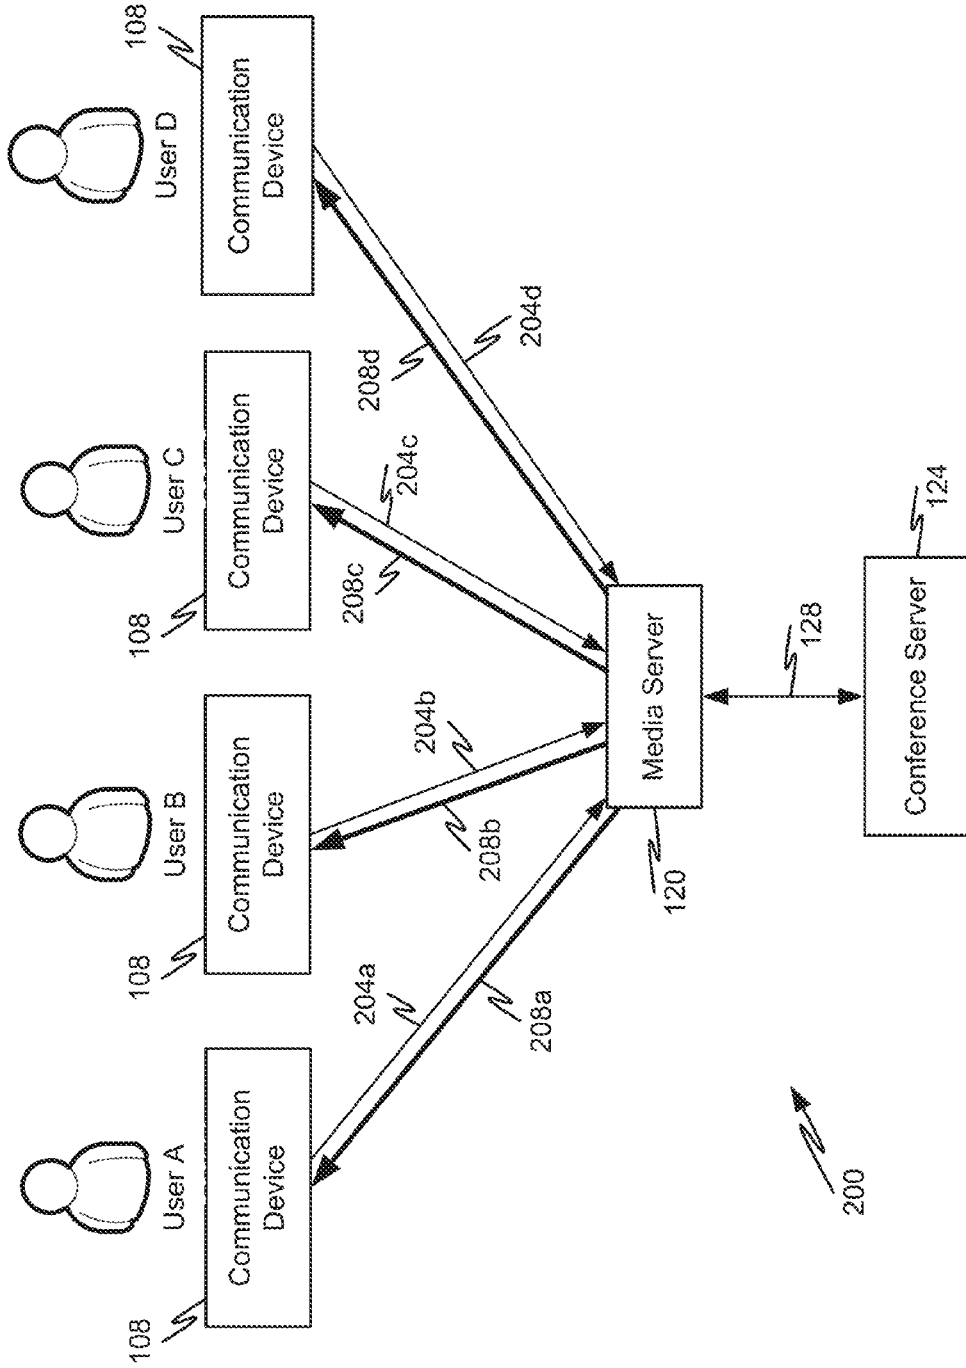 User A
User B
User C
User D
108
Communication
Device
108
Communication
Device
108
Communication
Device
108
Communication
Device
204a
208a
204b
208b
204c
208c
204d
208d
120
Media Server
128
Conference Server
124
200